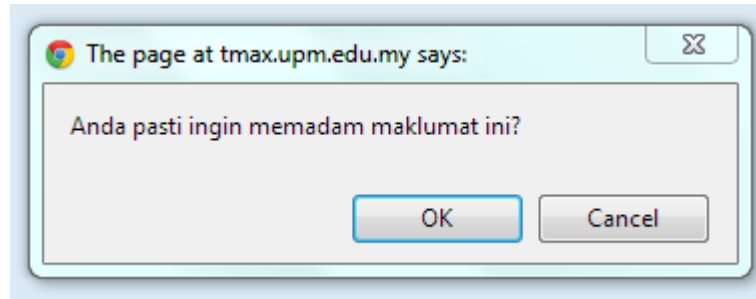 The page at tmax.upm.edu.my says:
Anda pasti ingin memadam maklumat ini?
OK Cancel